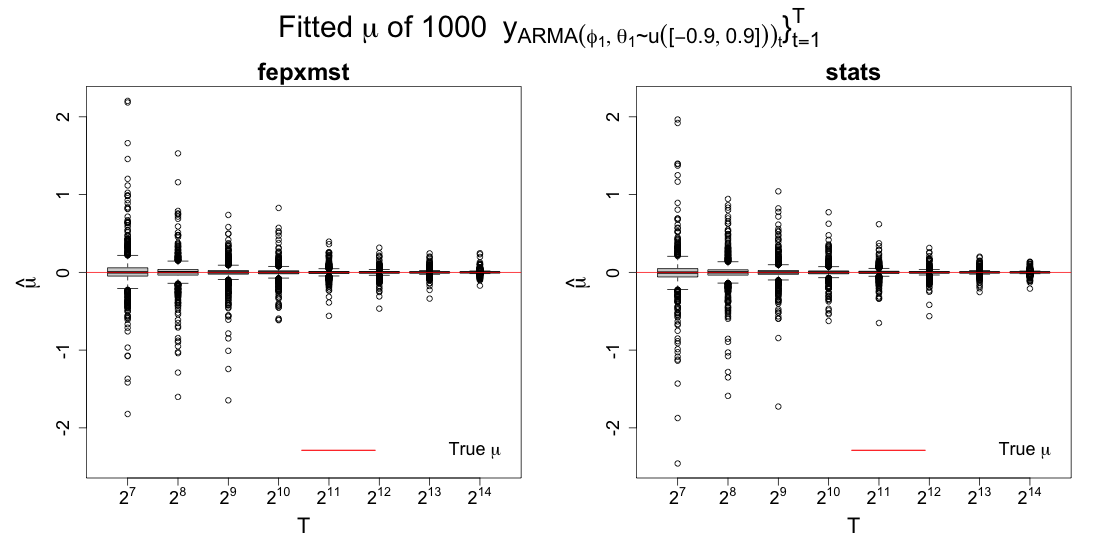 Fitted μ of 1000 y_ARMA(ϕ₁, θ₁~u([−0.9, 0.9]))_t}_{t=1}^T
fepxmst
2
1
0
-1
-2
μ̂
True μ
2^7 2^8 2^9 2^10 2^11 2^12 2^13 2^14
T
stats
2
1
0
-1
-2
μ̂
True μ
2^7 2^8 2^9 2^10 2^11 2^12 2^13 2^14
T